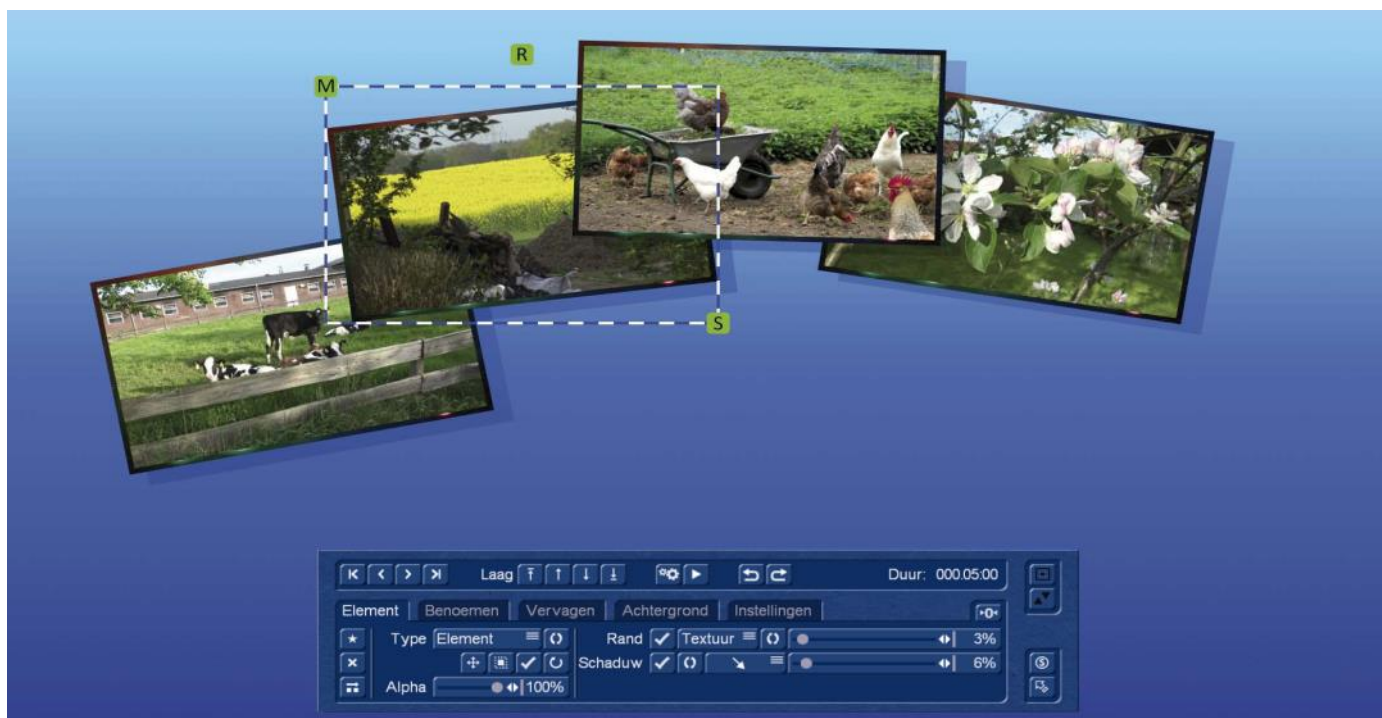 R
M
S
Laag Duur: 000.05:00
Element Benoemen Vervagen Achtergrond Instellingen
Type Element Rand Textuur 3%
Schaduw 6%
Alpha 100%